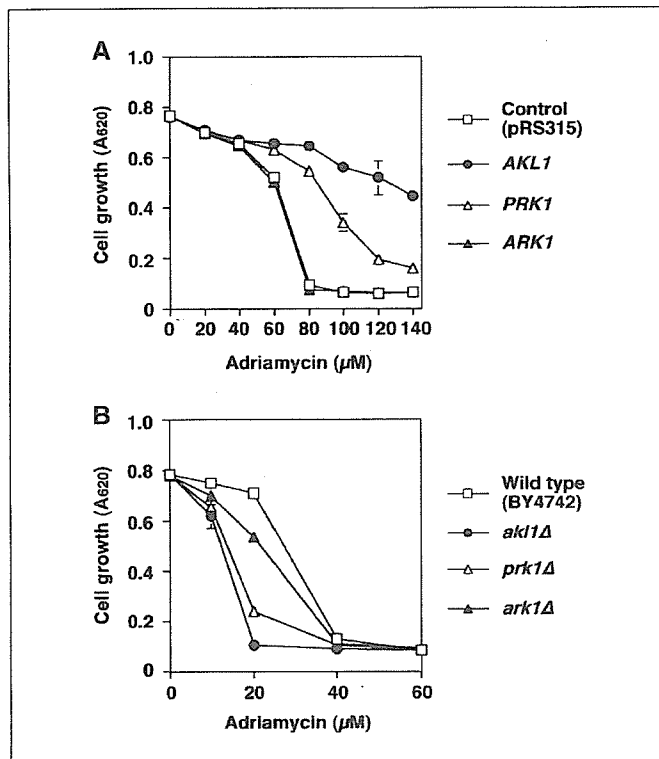 A
1.0
0.8
0.6
0.4
0.2
0
Cell growth (A620)
0 20 40 60 80 100 120 140
Adriamycin (μM)
Control
(pRS315)
AKL1
PRK1
ARK1
B
1.0
0.8
0.6
0.4
0.2
0
Cell growth (A620)
0 20 40 60
Adriamycin (μM)
Wild type
(BY4742)
akl1Δ
prk1Δ
ark1Δ